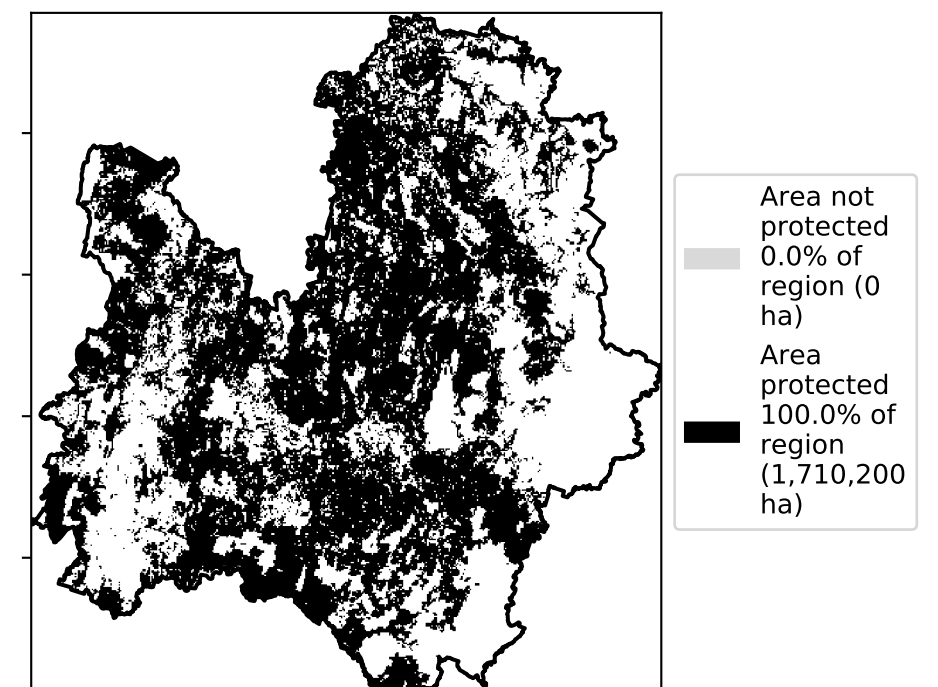 Area not
protected
0.0% of
region (0
ha)
Area
protected
100.0% of
region
(1,710,200
ha)